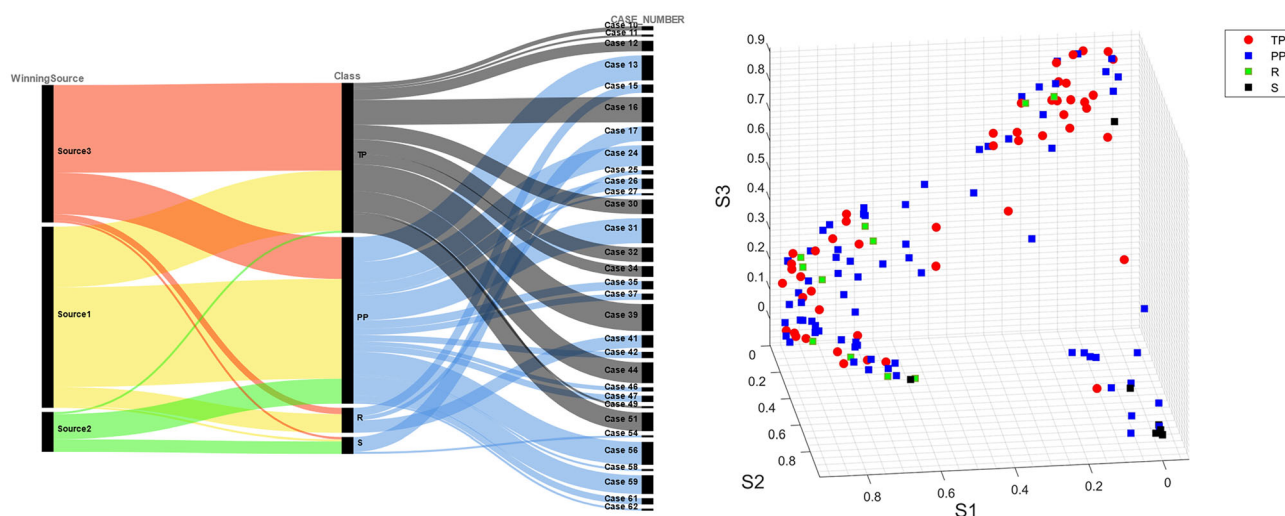 WinningSource
Class
CASE_NUMBER
Source3
Source1
Source2
TP
PP
R
S
Case 10
Case 11
Case 12
Case 13
Case 15
Case 16
Case 17
Case 24
Case 25
Case 26
Case 27
Case 30
Case 31
Case 32
Case 34
Case 35
Case 37
Case 39
Case 41
Case 42
Case 44
Case 46
Case 47
Case 49
Case 51
Case 54
Case 56
Case 58
Case 59
Case 61
Case 62
0.9
0.8
0.7
0.6
0.5
0.4
0.3
0.2
0.1
0
S3
0
0.2
0.4
0.6
0.8
S2
0.8
0.6
0.4
0.2
0
S1
TP
PP
R
S